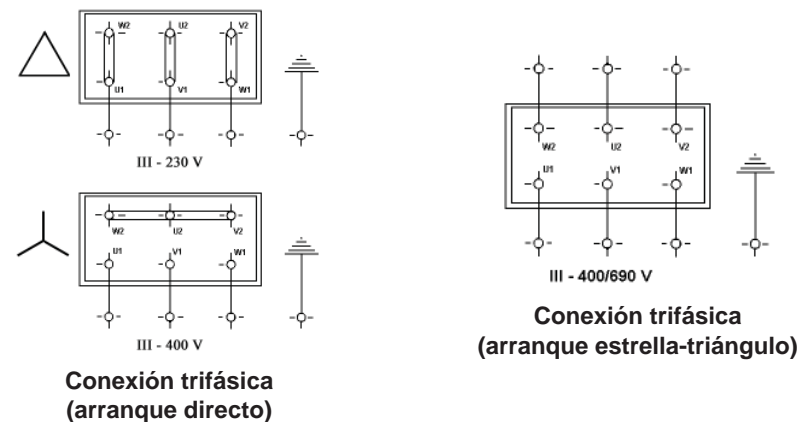 W2 U2 V2
U1 V1 W1
III - 230 V
W2 U2 V2
U1 V1 W1
III - 400 V
Conexión trifásica
(arranque directo)
W2 U2 V2
U1 V1 W1
III - 400/690 V
Conexión trifásica
(arranque estrella-triángulo)